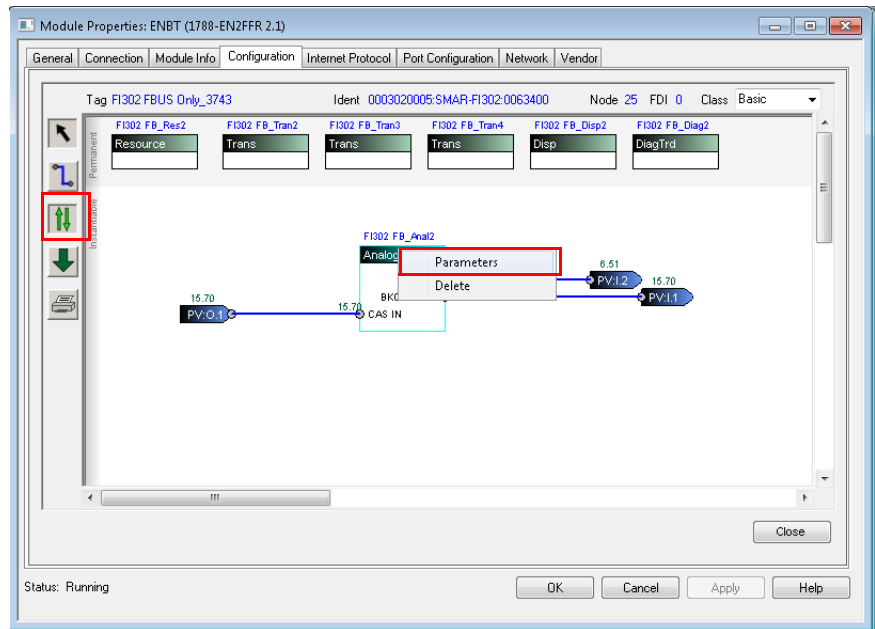 Module Properties: ENBT (1788-EN2FFR 2.1)
General Connection Module Info Configuration Internet Protocol Port Configuration Network Vendor
Tag FI302 FBUS Only_3743 Ident 0003020005:SMAR-FI302:0063400 Node 25 FDI 0 Class Basic
FI302 FB_Res2 FI302 FB_Tran2 FI302 FB_Tran3 FI302 FB_Tran4 FI302 FB_Disp2 FI302 FB_Diag2
Resource Trans Trans Trans Disp DiagTrd
Permanent
Instantiable
FI302 FB_Anal2
Analog
Parameters
Delete
6.51
PV:I.2
15.70
PV:I.1
BKC
15.70
PV:O.1
15.70
CAS IN
Close
Status: Running
OK Cancel Apply Help